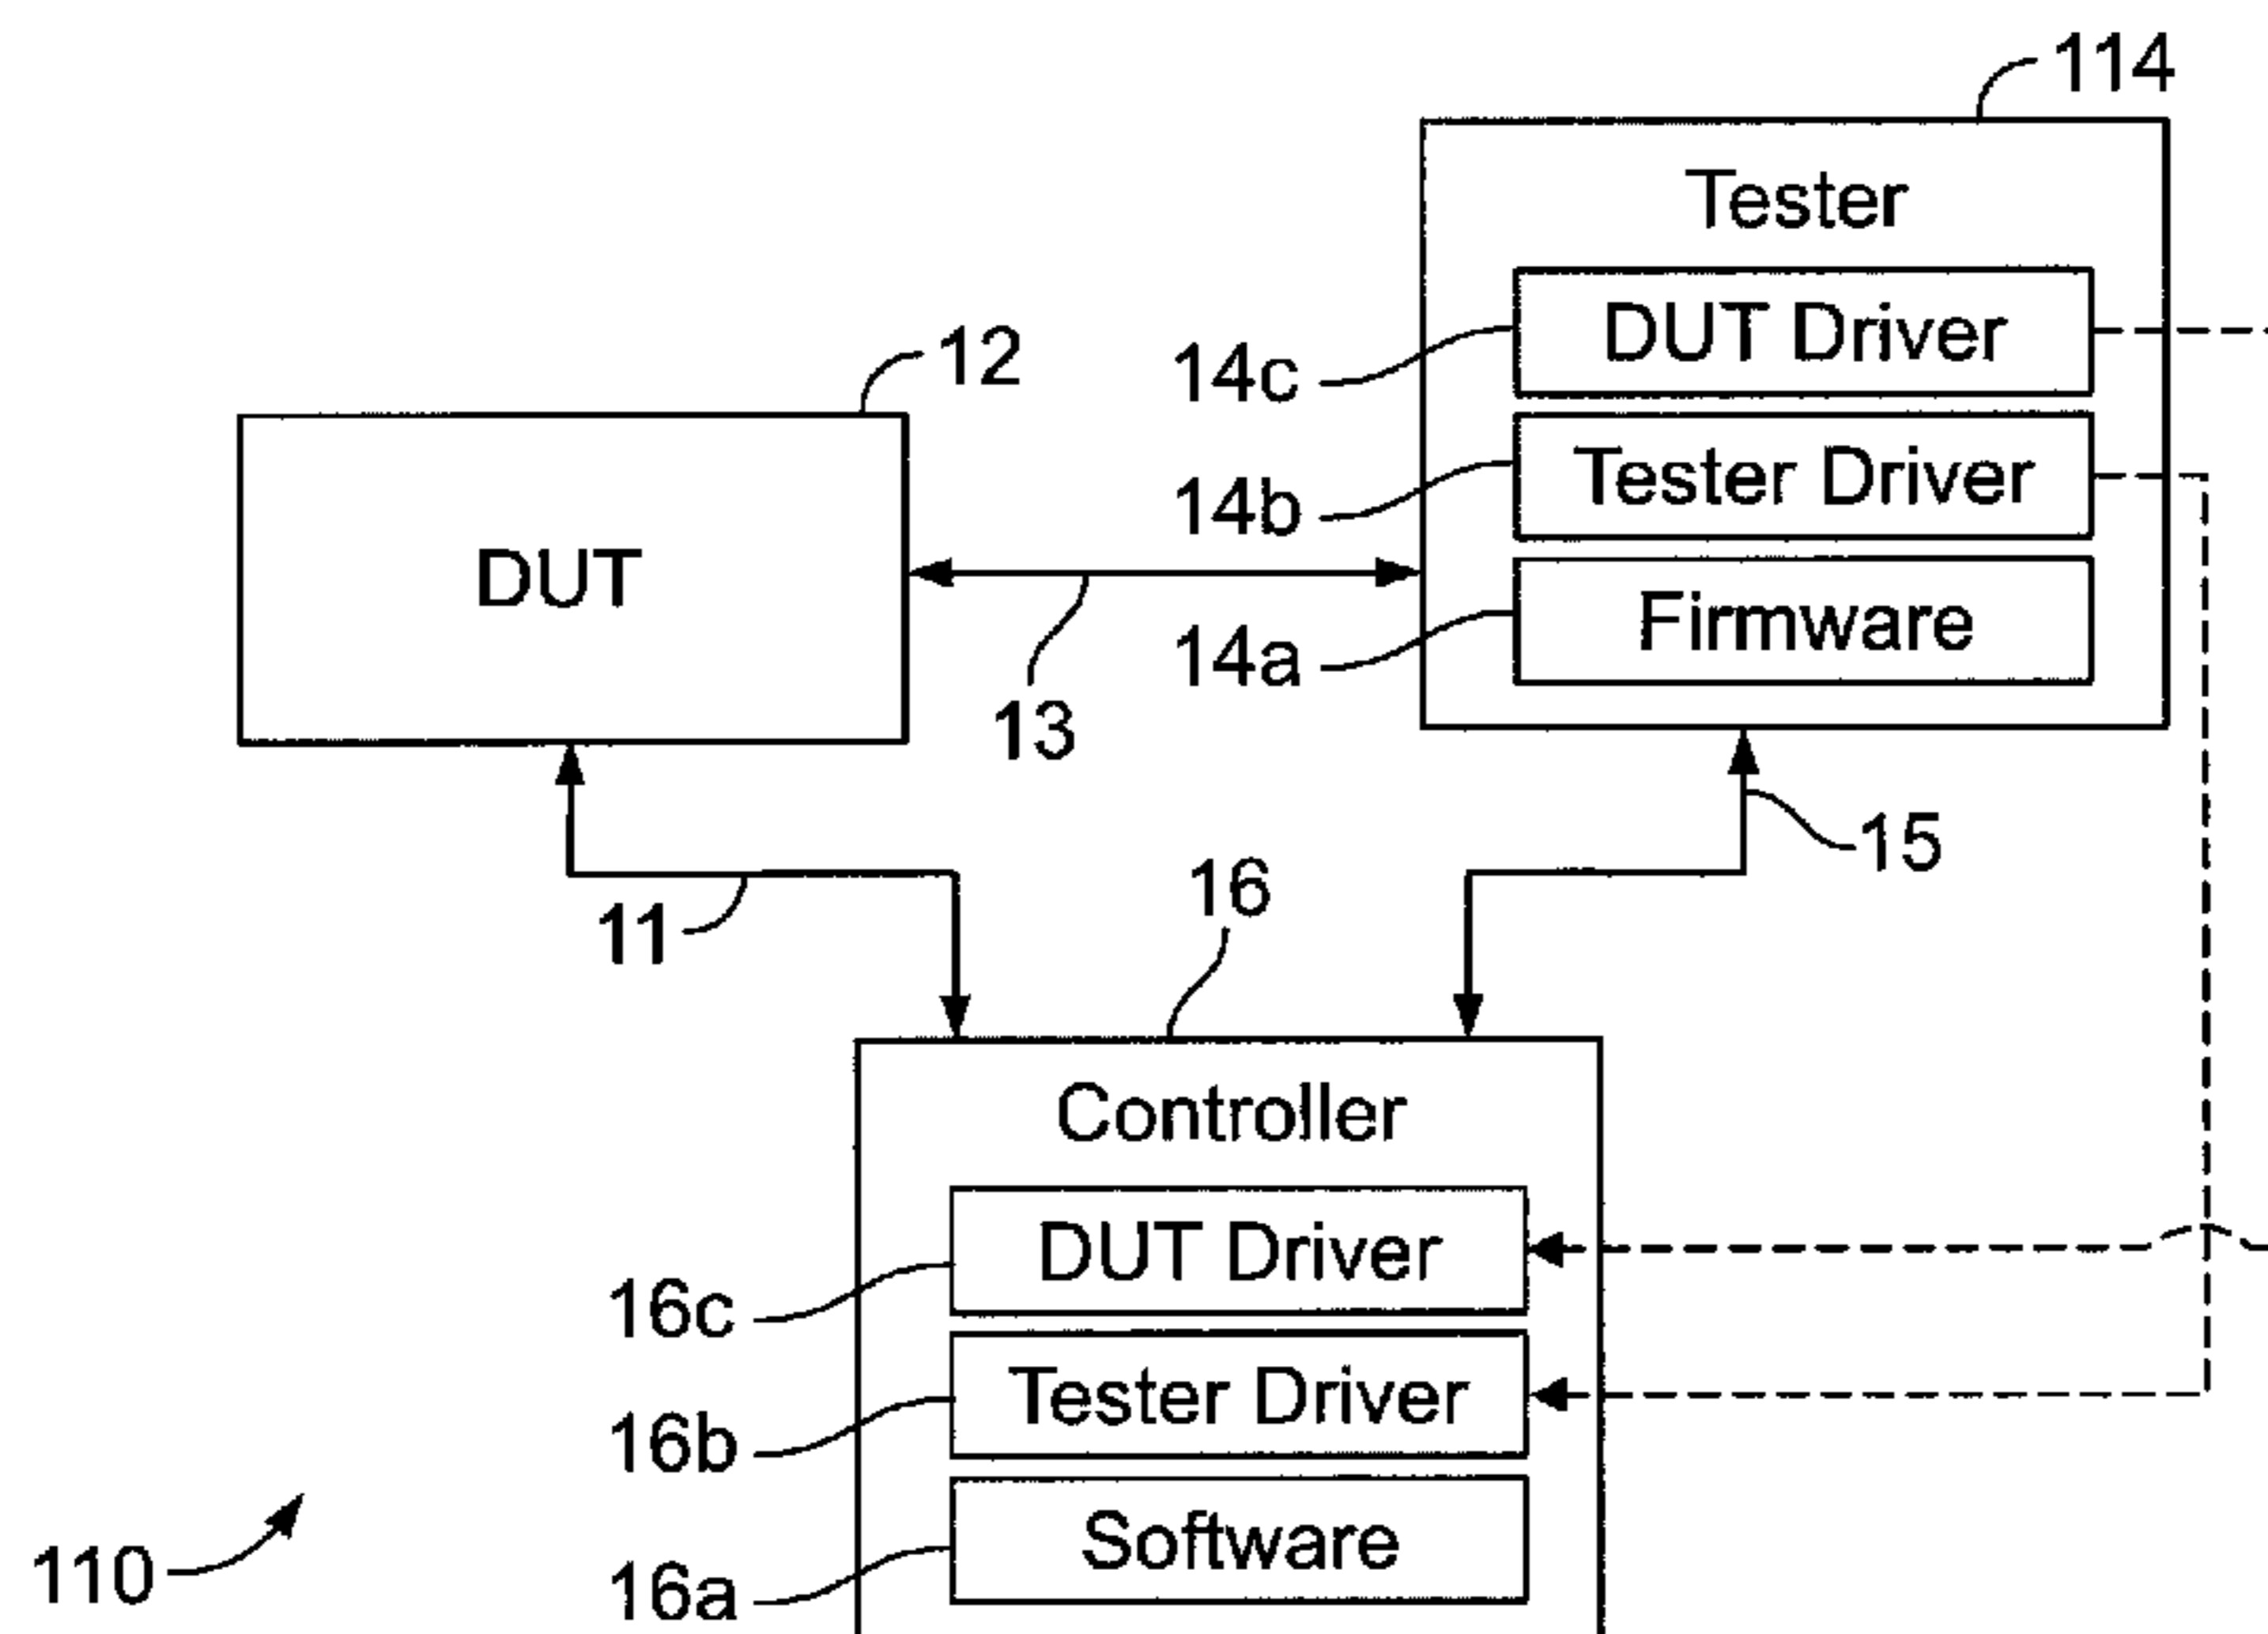 114
Tester
DUT Driver
12
14c
Tester Driver
14b
DUT
Firmware
14a
13
15
16
11
Controller
DUT Driver
16c
Tester Driver
16b
Software
110
16a